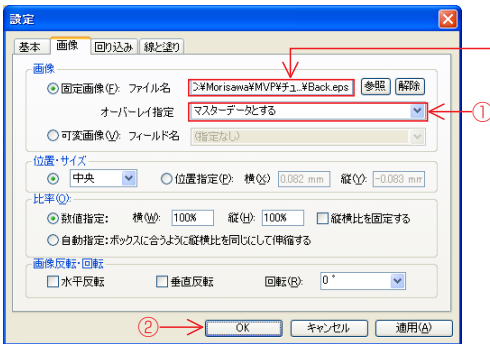 設定
基本 画像 回り込み 線と塗り
画像
固定画像(F): ファイル名 ﾝ¥Morisawa¥MVP¥チュ...¥Back.eps 参照 解除
オーバーレイ指定 マスターデータとする ①
可変画像(V): フィールド名 (指定なし)
位置・サイズ
中央 位置指定(P): 横(X) 0.082 mm 縦(Y): -0.083 mm
比率(O):
数値指定: 横(W): 100% 縦(H): 100% 縦横比を固定する
自動指定:ボックスに合うように縦横比を同じにして伸縮する
画像反転・回転
水平反転 垂直反転 回転(R): 0°
② OK キャンセル 適用(A)